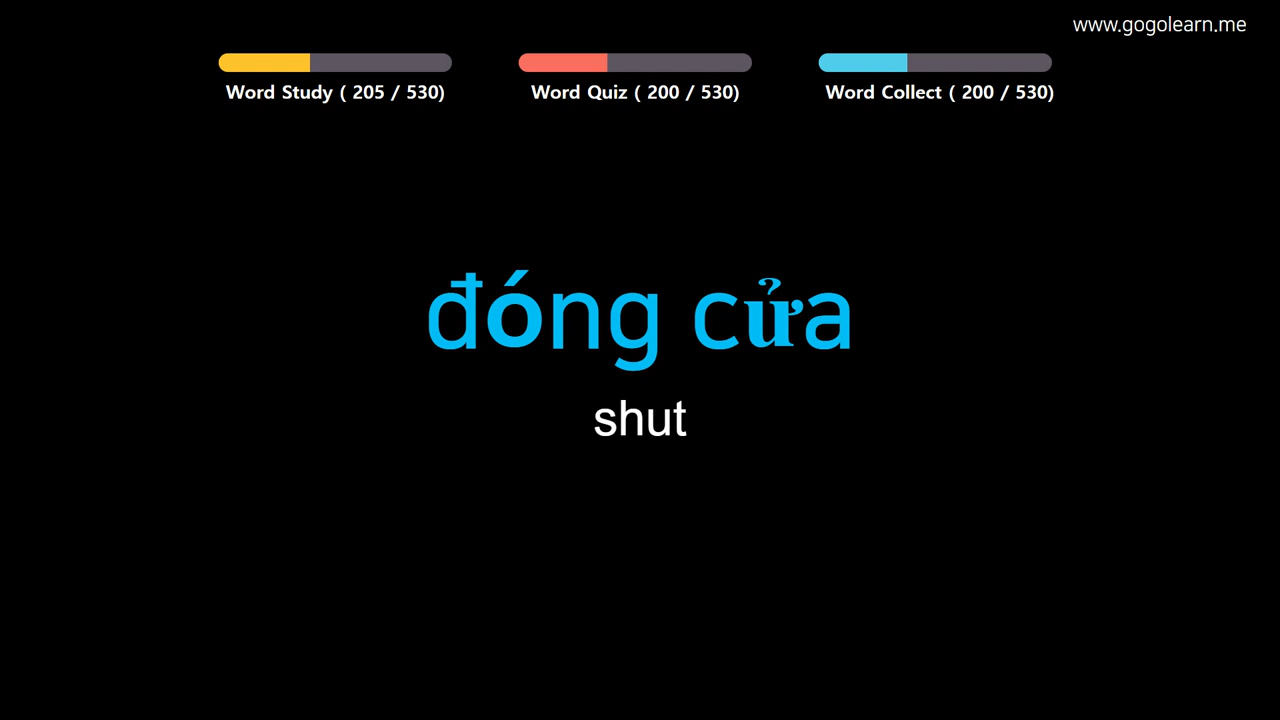 www.gogolearn.me
Word Study ( 205 / 530)
Word Quiz ( 200 / 530)
Word Collect ( 200 / 530)
đóng cửa
shut